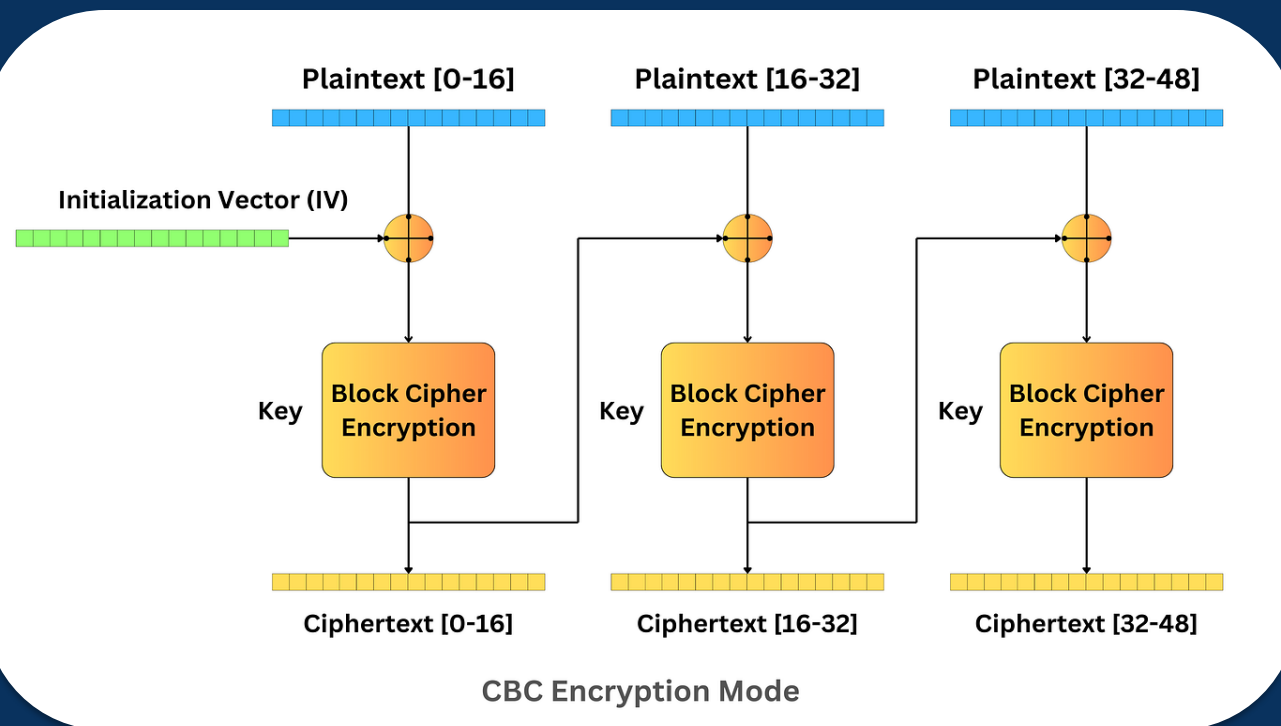 Plaintext [0-16]
Plaintext [16-32]
Plaintext [32-48]
Initialization Vector (IV)
Key
Block Cipher
Encryption
Key
Block Cipher
Encryption
Key
Block Cipher
Encryption
Ciphertext [0-16]
Ciphertext [16-32]
Ciphertext [32-48]
CBC Encryption Mode